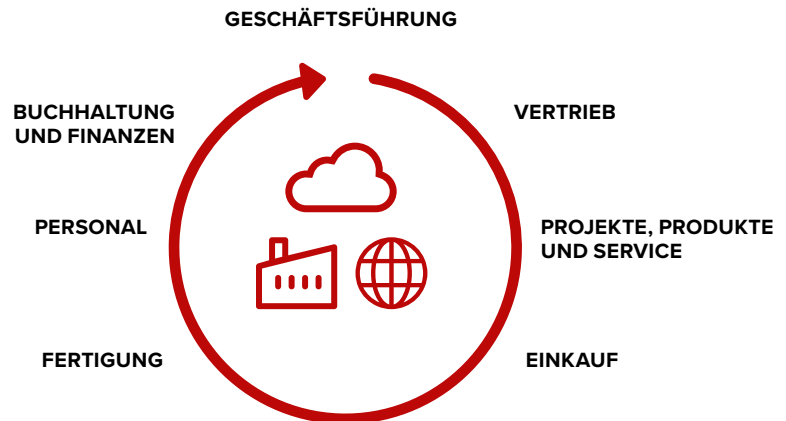 GESCHÄFTSFÜHRUNG
VERTRIEB
PROJEKTE, PRODUKTE
UND SERVICE
EINKAUF
FERTIGUNG
PERSONAL
BUCHHALTUNG
UND FINANZEN